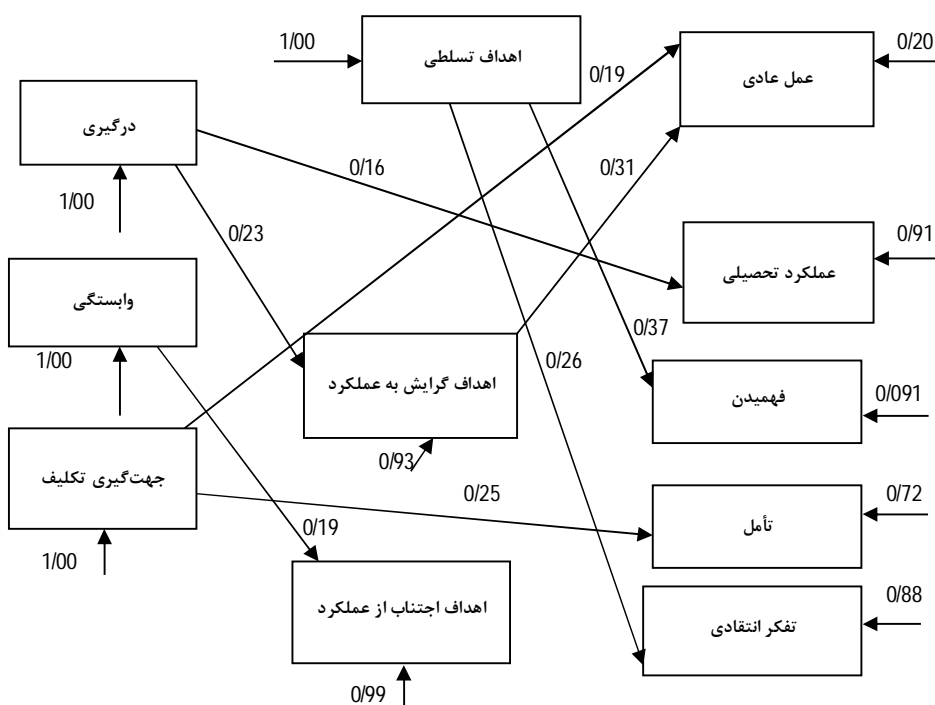 1/00
اهداف تسلطی
0/19
عمل عادی
0/20
درگیری
0/16
0/31
1/00
0/23
عملکرد تحصیلی
0/91
وابستگی
0/37
1/00
اهداف گرایش به عملکرد
0/26
فهمیدن
0/091
0/93
جهت‌گیری تکلیف
0/25
تأمل
0/72
0/19
1/00
اهداف اجتناب از عملکرد
تفکر انتقادی
0/88
0/99